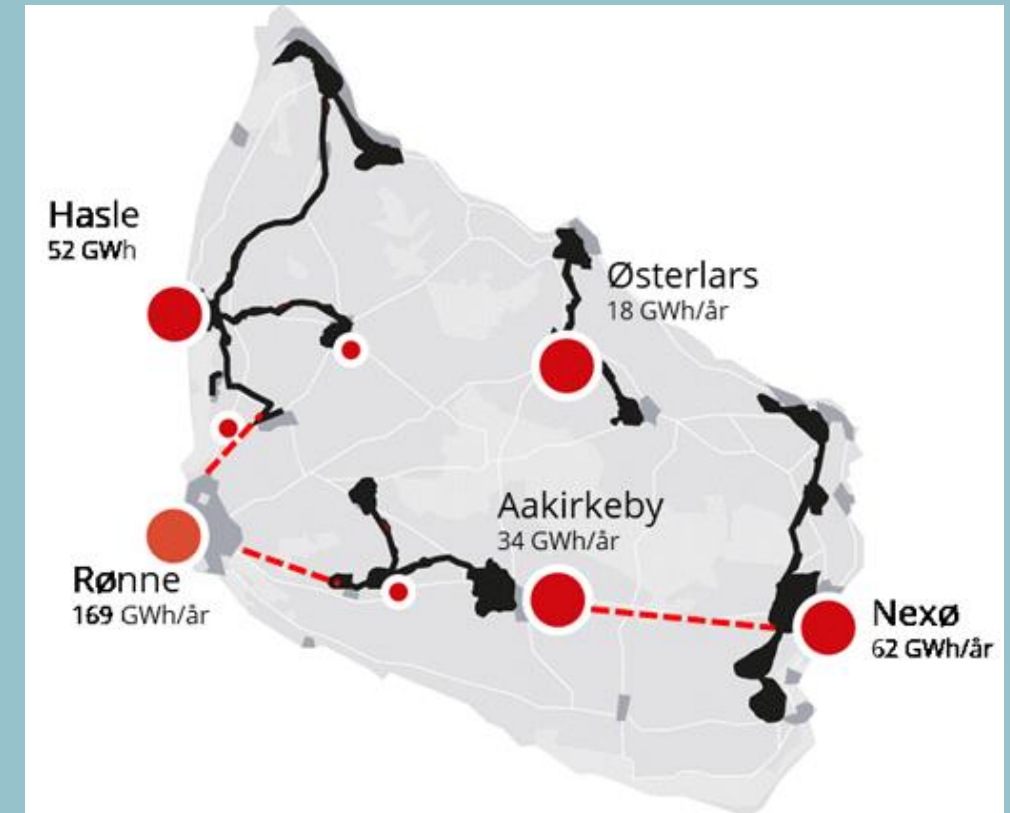 Hasle
52 GWh
Østerlars
18 GWh/år
Aakirkeby
34 GWh/år
Rønne
169 GWh/år
Nexø
62 GWh/år